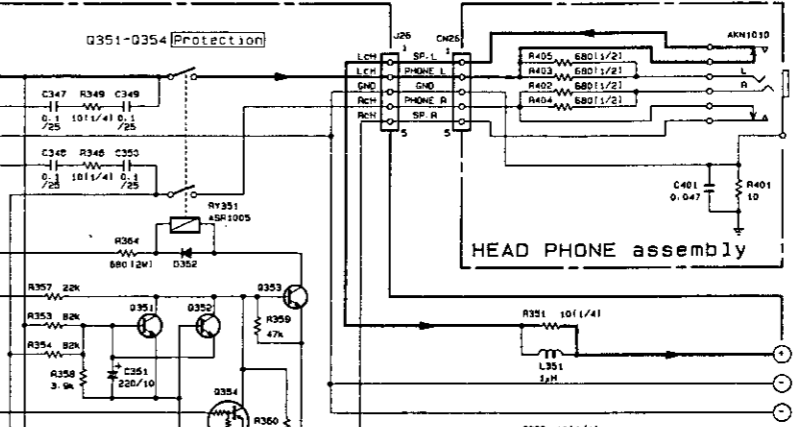 Q351-Q354 Protection
J26
CN26
AKN1010
1
1
LcH
SP.L
LcH
PHONE L
GND
GND
RcH
PHONE R
RcH
SP.R
5
5
R405 680(1/2)
R403 680(1/2)
R402 680(1/2)
R404 680(1/2)
L
R
C347 R349 C349
0.1
/25
10(1/4)
0.1
/25
C348 R346 C350
0.1
/25
10(1/4)
0.1
/25
C401
0.047
R401
10
RY351
ASR1005
R364
680(2W)
D352
HEAD PHONE assembly
R357 22k
Q351
Q352
Q353
R353 82k
R359
47k
R354 82k
R358
3.9k
+
C351
220/10
Q354
R360
R351 10(1/4)
L351
1μH
+
−
−